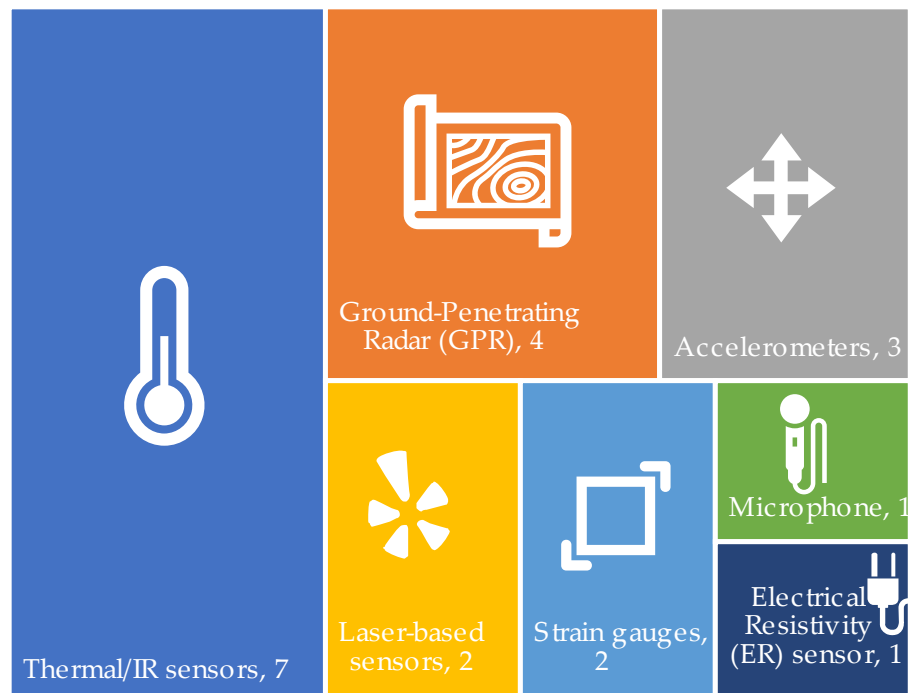 Ground-Penetrating
Radar (GPR), 4
Accelerometers, 3
Microphone, 1
Electrical
Resistivity
(ER) sensor, 1
Laser-based
sensors, 2
Strain gauges,
2
Thermal/IR sensors, 7